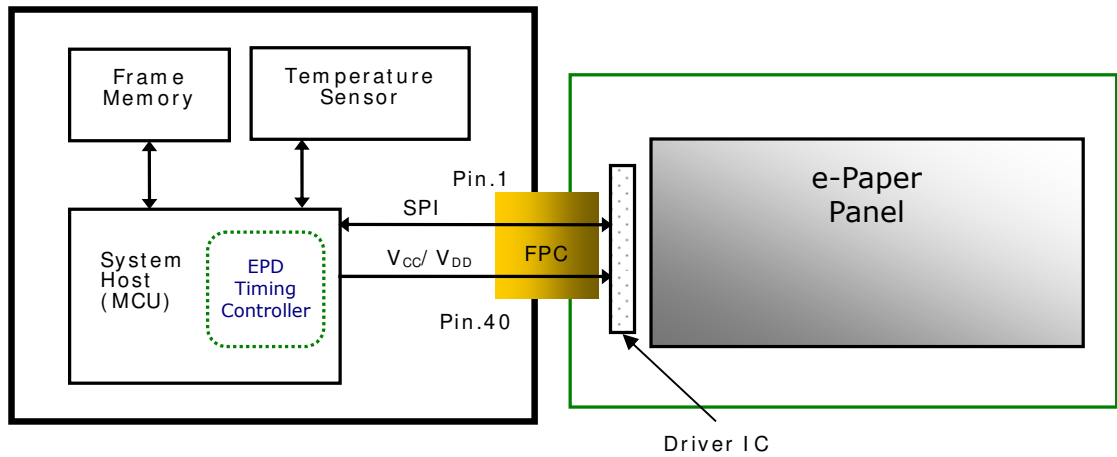 Frame
Memory
Temperature
Sensor
Pin.1
SPI
VCC/ VDD
FPC
Pin.40
System
Host
(MCU)
EPD
Timing
Controller
e-Paper
Panel
Driver IC